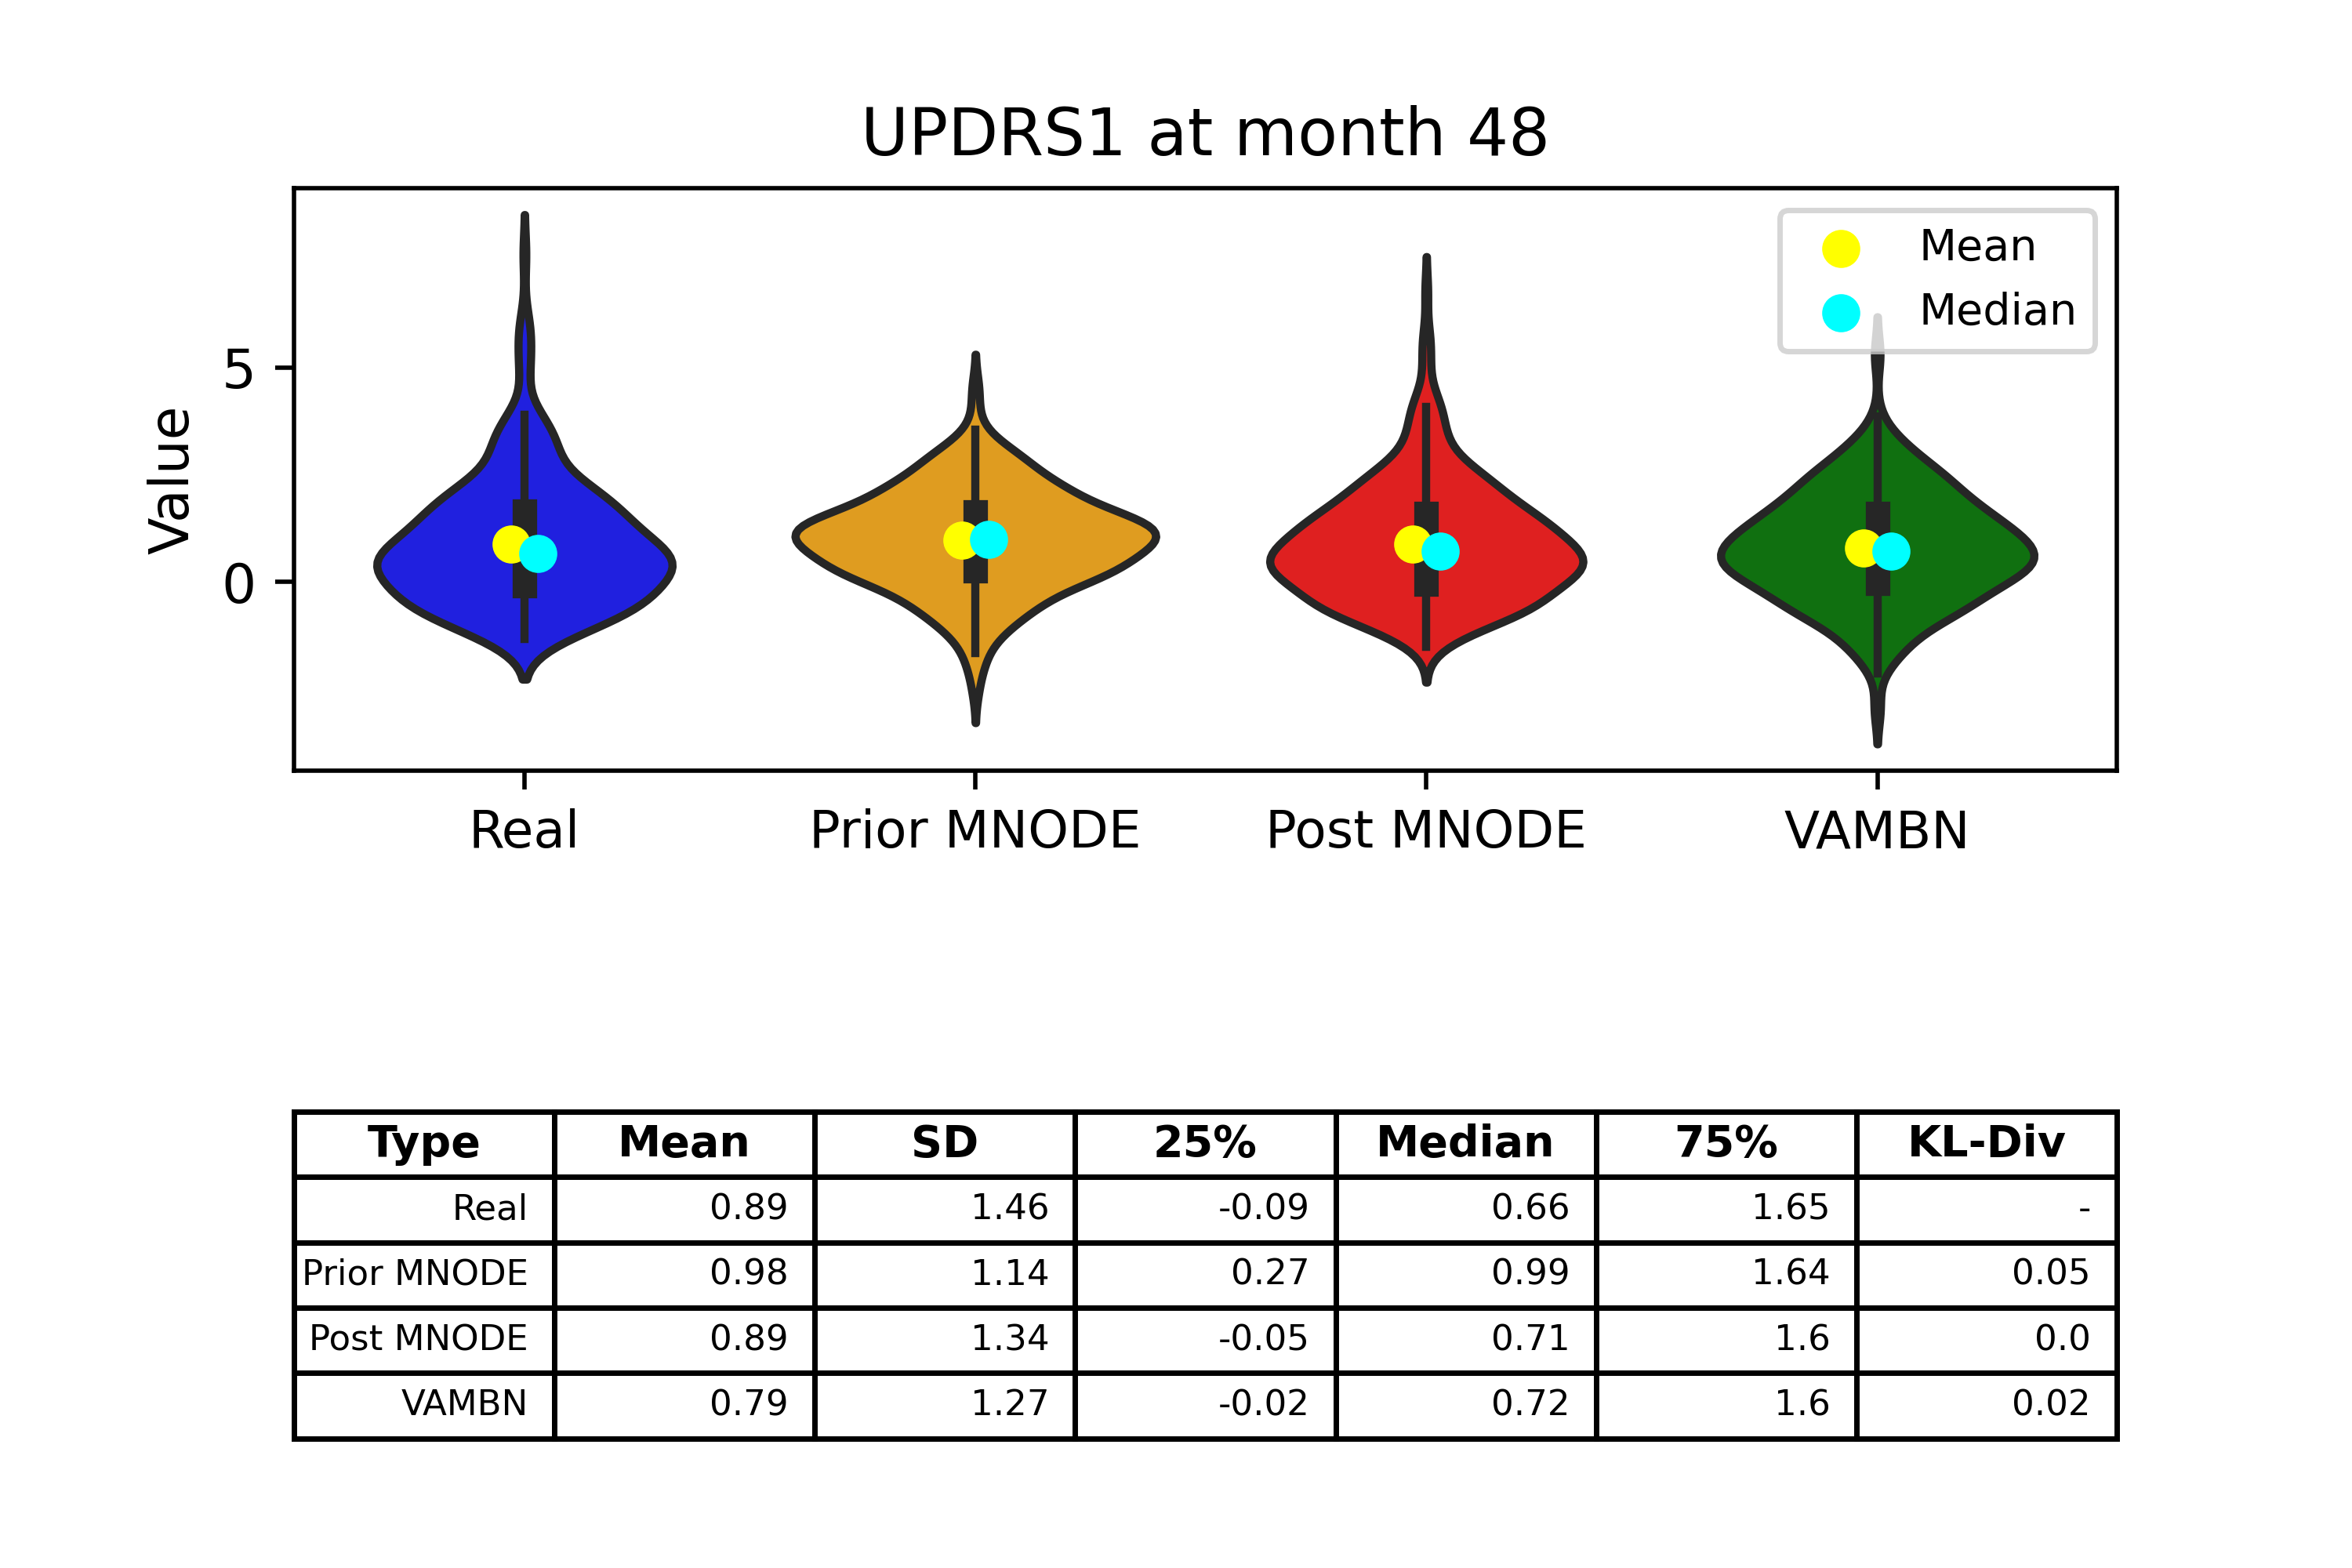 UPDRS1 at month 48
Mean
Median
5
0
Value
Real Prior MNODE Post MNODE VAMBN
Type Mean SD 25% Median 75% KL-Div
Real 0.89 1.46 -0.09 0.66 1.65 -
Prior MNODE 0.98 1.14 0.27 0.99 1.64 0.05
Post MNODE 0.89 1.34 -0.05 0.71 1.6 0.0
VAMBN 0.79 1.27 -0.02 0.72 1.6 0.02